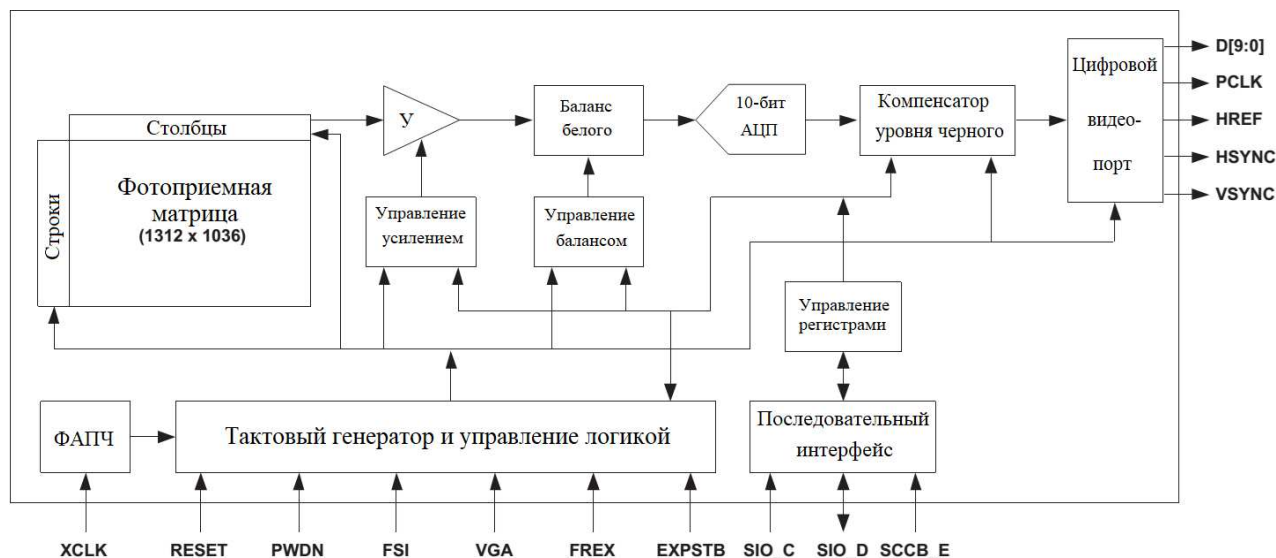 Столбцы
Строки
Фотоприемная
матрица
(1312 x 1036)
У
Баланс
белого
10-бит
АЦП
Компенсатор
уровня черного
Цифровой
видео-
порт
D[9:0]
PCLK
HREF
HSYNC
VSYNC
Управление
усилением
Управление
балансом
Управление
регистрами
ФАПЧ
Тактовый генератор и управление логикой
Последовательный
интерфейс
XCLK
RESET
PWDN
FSI
VGA
FREX
EXPSTB
SIO_C
SIO_D
SCCB_E